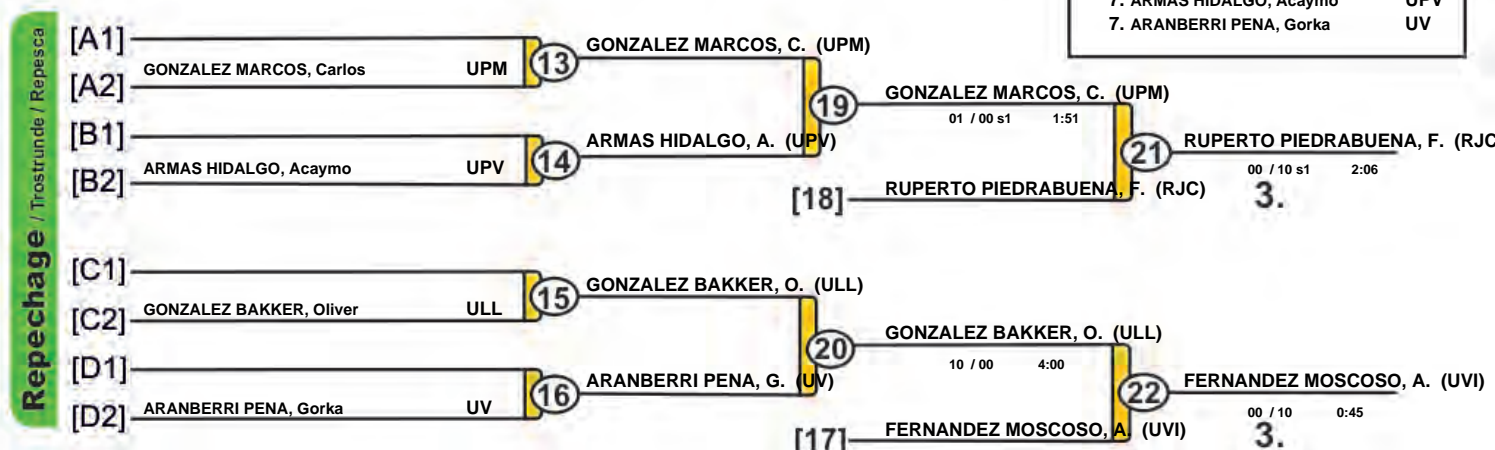 7. ARMAS HIDALGO, Acaymo UPV
7. ARANBERRI PENA, Gorka UV
Repechage / Trostrunde / Repesca
[A1]
GONZALEZ MARCOS, C. (UPM)
GONZALEZ MARCOS, Carlos UPM
13
[A2]
GONZALEZ MARCOS, C. (UPM)
19
01 / 00 s1 1:51
[B1]
ARMAS HIDALGO, A. (UPV)
RUPERTO PIEDRABUENA, F. (RJC
21
ARMAS HIDALGO, Acaymo UPV
14
00 / 10 s1 2:06
[B2]
[18]
RUPERTO PIEDRABUENA, F. (RJC)
3.
[C1]
GONZALEZ BAKKER, O. (ULL)
15
GONZALEZ BAKKER, Oliver ULL
[C2]
GONZALEZ BAKKER, O. (ULL)
20
10 / 00 4:00
[D1]
ARANBERRI PENA, G. (UV)
FERNANDEZ MOSCOSO, A. (UVI)
22
16
ARANBERRI PENA, Gorka UV
00 / 10 0:45
[D2]
[17]
FERNANDEZ MOSCOSO, A. (UVI)
3.